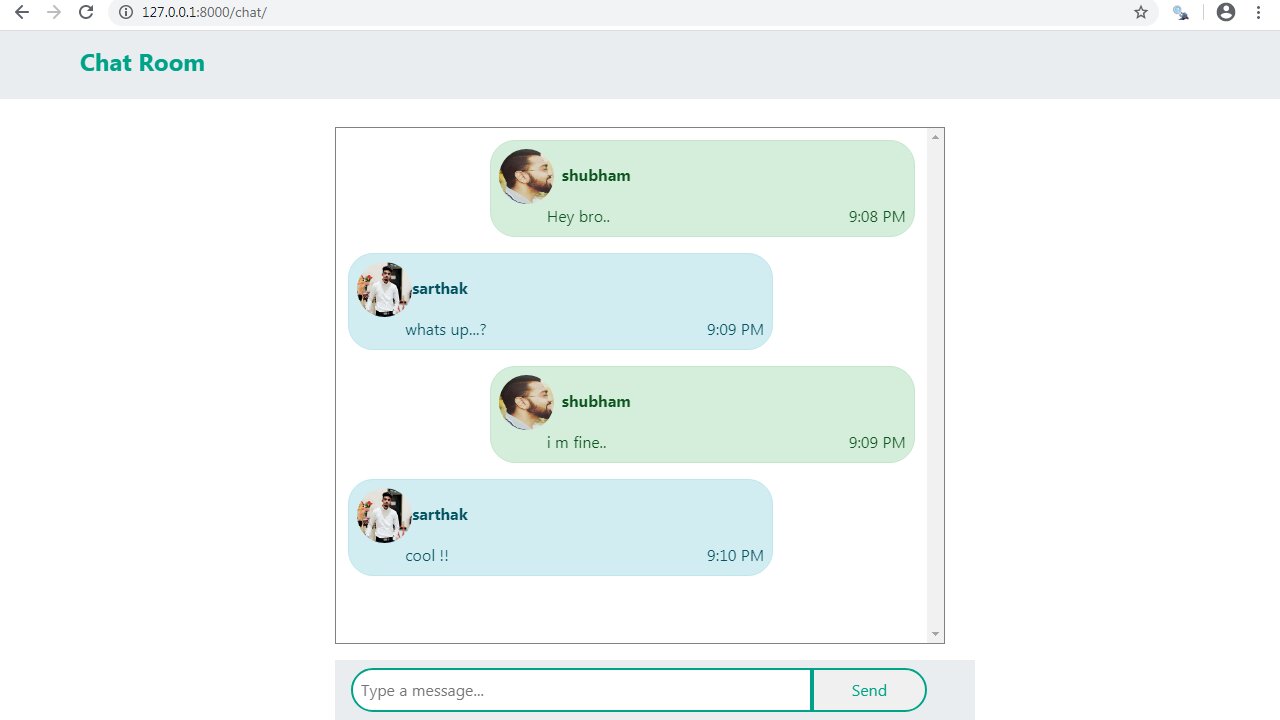 127.0.0.1:8000/chat/
Chat Room
shubham
Hey bro.. 9:08 PM
sarthak
whats up...? 9:09 PM
shubham
i m fine.. 9:09 PM
sarthak
cool !! 9:10 PM
Type a message... Send